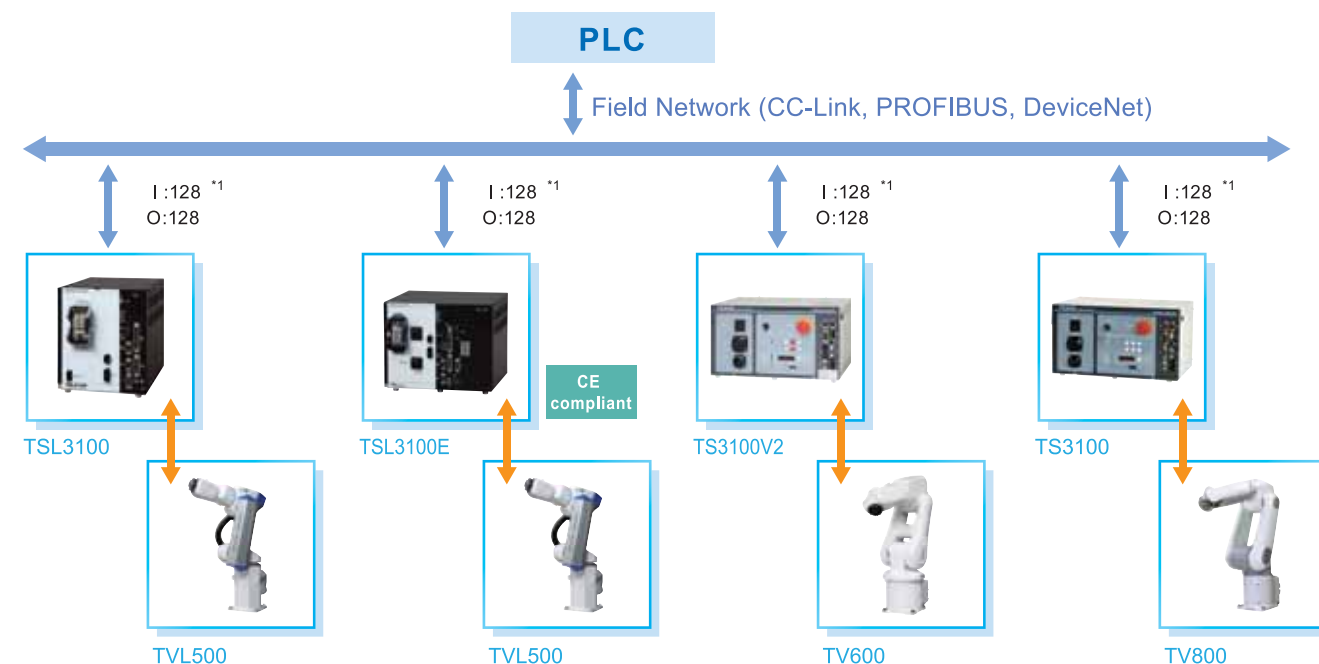 PLC
Field Network (CC-Link, PROFIBUS, DeviceNet)
I :128 *1
O:128
I :128 *1
O:128
I :128 *1
O:128
I :128 *1
O:128
CE
compliant
TSL3100
TSL3100E
TS3100V2
TS3100
TVL500
TVL500
TV600
TV800